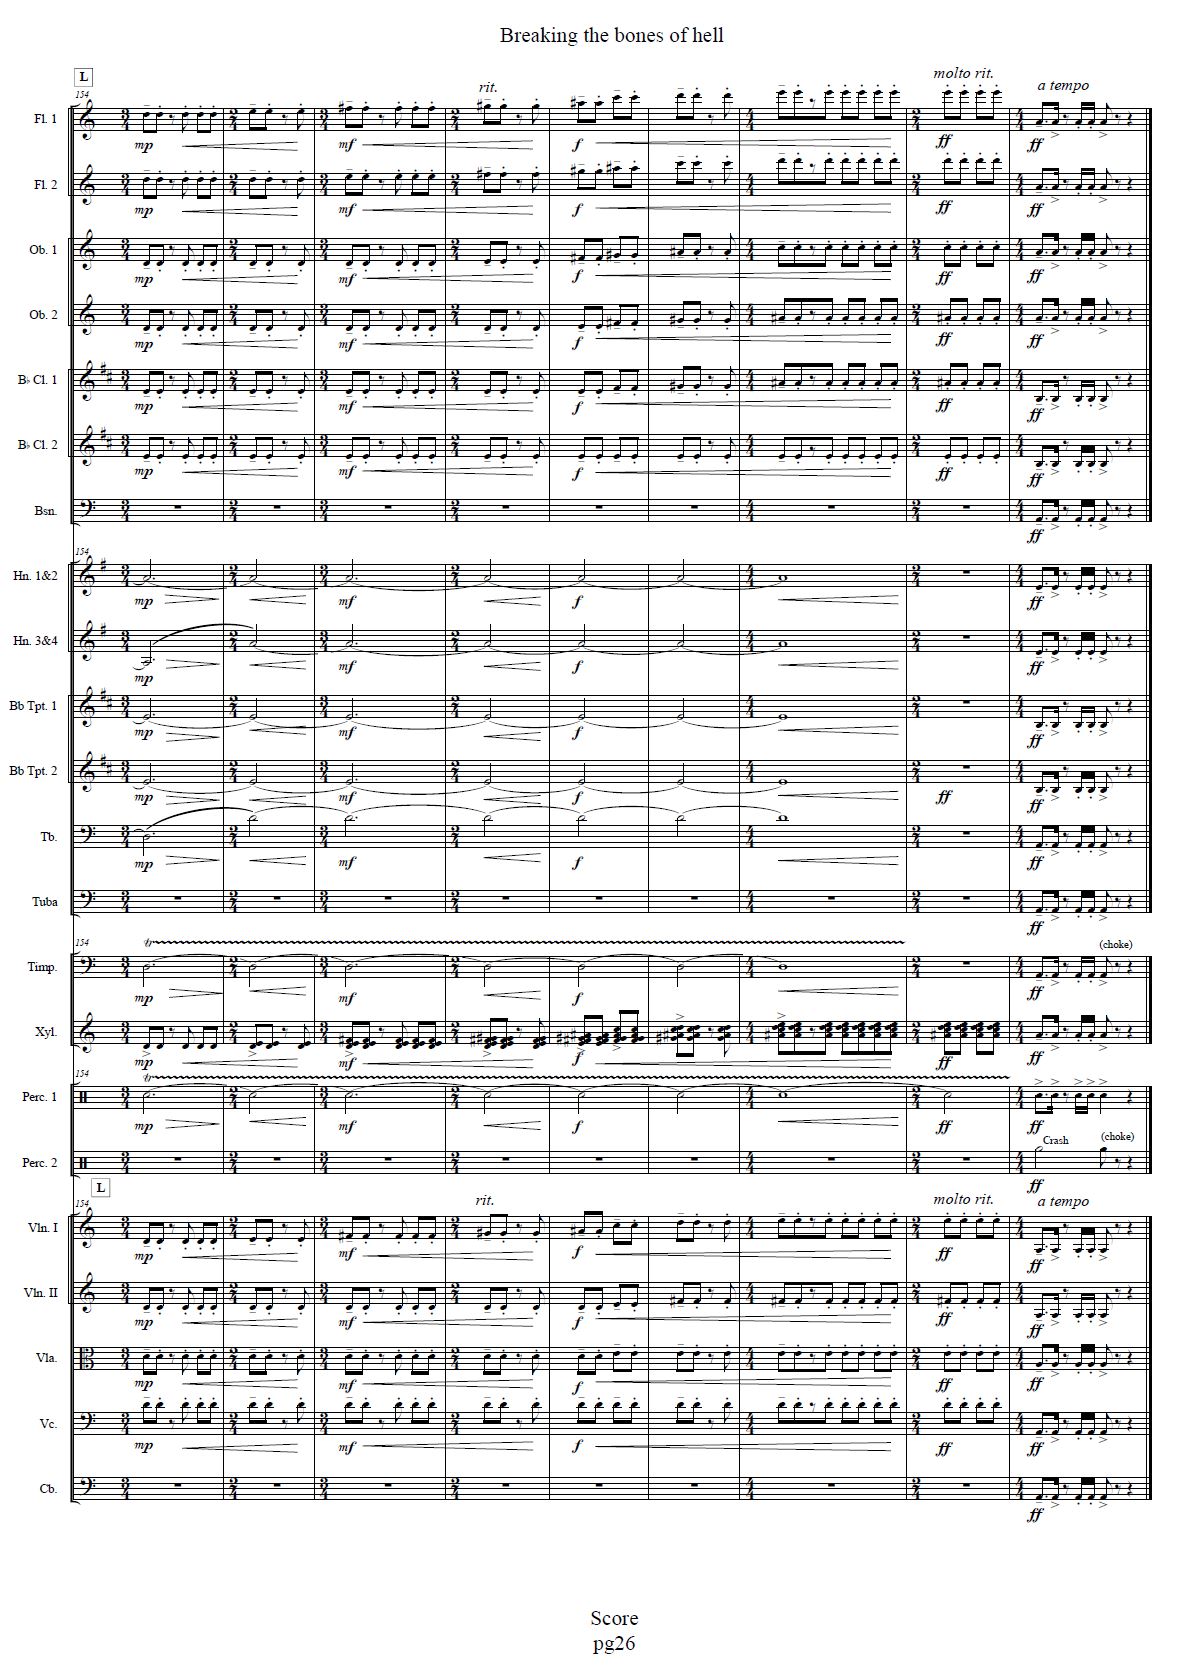 Breaking the bones of hell
L
molto rit.
154
rit.
a tempo
Fl. 1
mp
mf
f
ff
ff
Fl. 2
mp
mf
f
ff
ff
Ob. 1
mp
mf
f
ff
ff
Ob. 2
mp
mf
f
ff
ff
B♭ Cl. 1
mp
mf
f
ff
ff
B♭ Cl. 2
mp
mf
f
ff
ff
Bsn.
ff
154
Hn. 1&2
mp
mf
f
ff
Hn. 3&4
mp
mf
f
ff
Bb Tpt. 1
mp
mf
f
ff
Bb Tpt. 2
mp
mf
f
ff
ff
Tb.
mp
mf
f
ff
Tuba
ff
154
tr
(choke)
Timp.
mp
mf
f
ff
Xyl.
mp
mf
f
ff
ff
154
tr
Perc. 1
mp
mf
f
ff
ff
Crash
(choke)
Perc. 2
ff
L
154
rit.
molto rit.
a tempo
Vln. I
mp
mf
f
ff
ff
Vln. II
mp
mf
f
ff
ff
Vla.
mp
mf
f
ff
ff
Vc.
mp
mf
f
ff
ff
Cb.
ff
Score
pg26